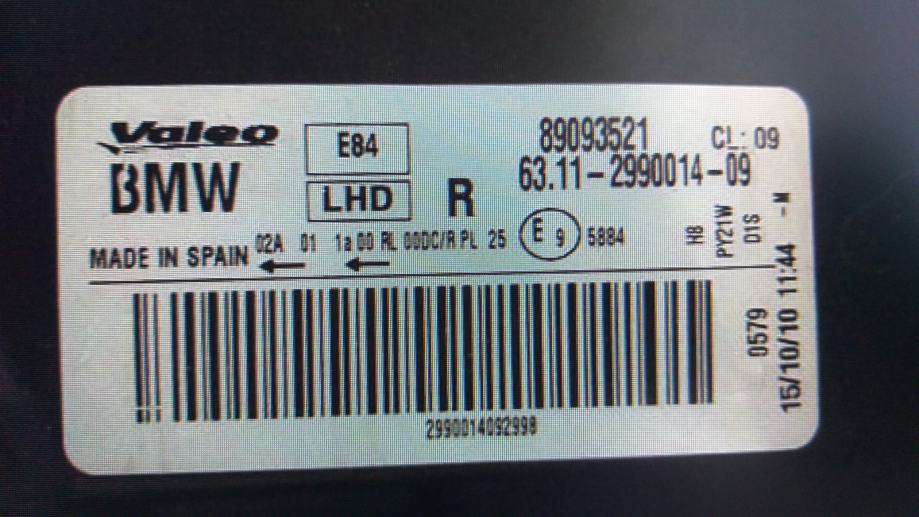 Valeo E84 89093521 CL: 09
BMW LHD R 63.11-2990014-09
MADE IN SPAIN 02A 01 1a 00 RL 00DC/R PL 25 E 9 5884
H8
PY21W
D1S
-M
2990014092998
0579
15/10/10 11:44